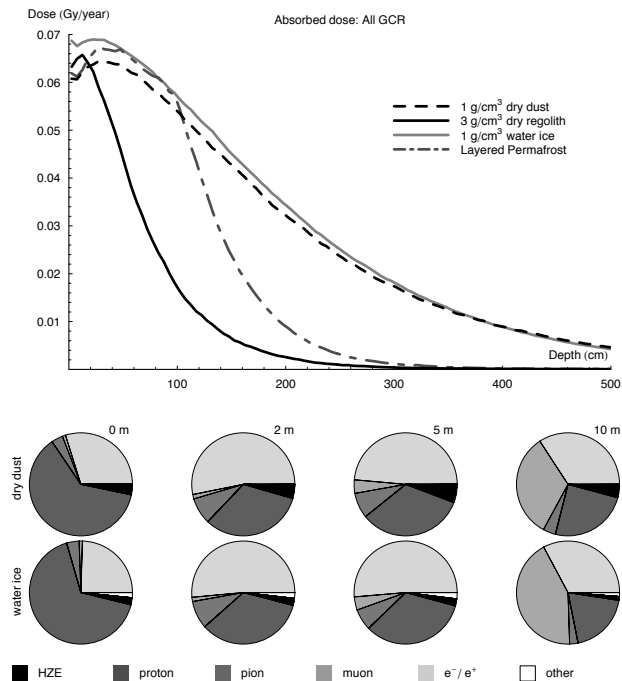 Dose (Gy/year)
Absorbed dose: All GCR
0.07
0.06
0.05
0.04
0.03
0.02
0.01
1 g/cm³ dry dust
3 g/cm³ dry regolith
1 g/cm³ water ice
Layered Permafrost
Depth (cm)
100 200 300 400 500
0 m 2 m 5 m 10 m
dry dust
water ice
HZE proton pion muon e⁻/e⁺ other